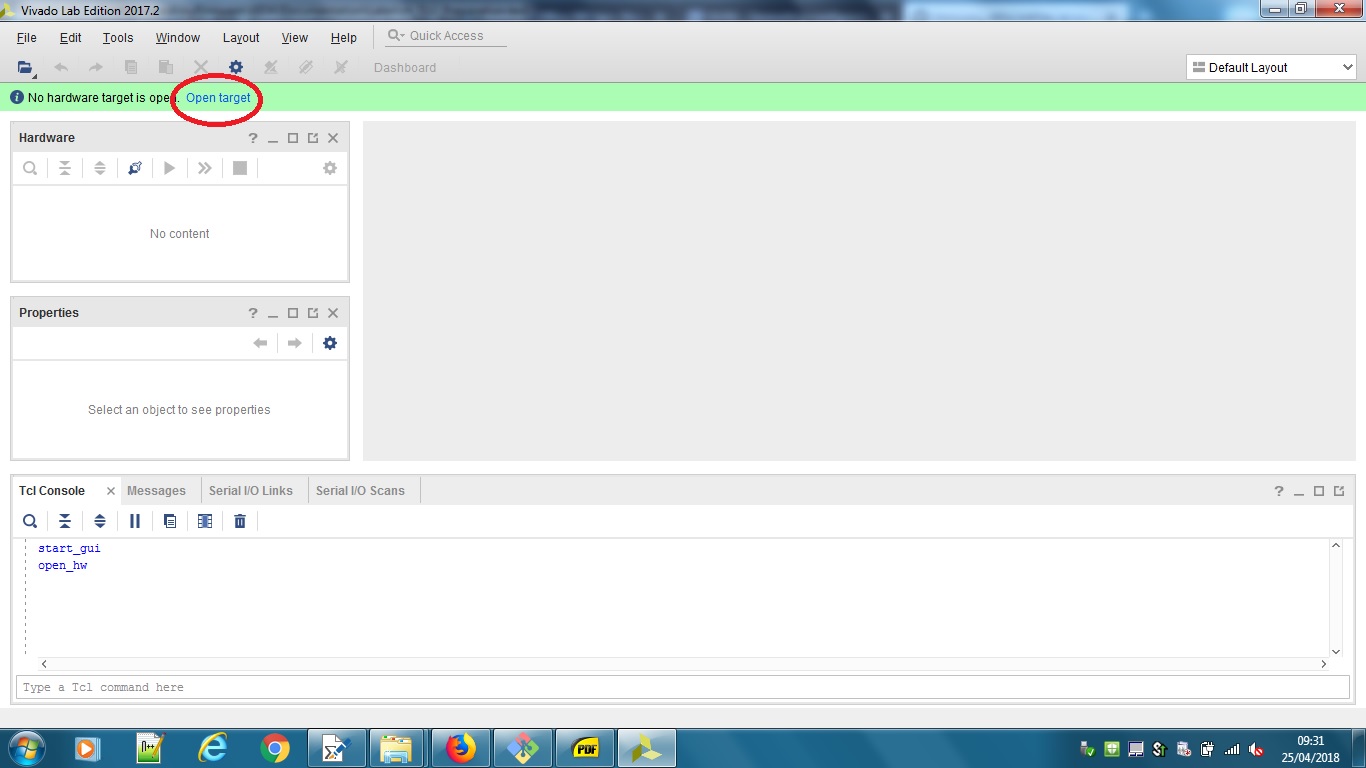 Vivado Lab Edition 2017.2
File Edit Tools Window Layout View Help Quick Access
Dashboard Default Layout
No hardware target is open. Open target
Hardware ?
No content
Properties ?
Select an object to see properties
Tcl Console Messages Serial I/O Links Serial I/O Scans ?
start_gui
open_hw
Type a Tcl command here
PDF
09:31
25/04/2018